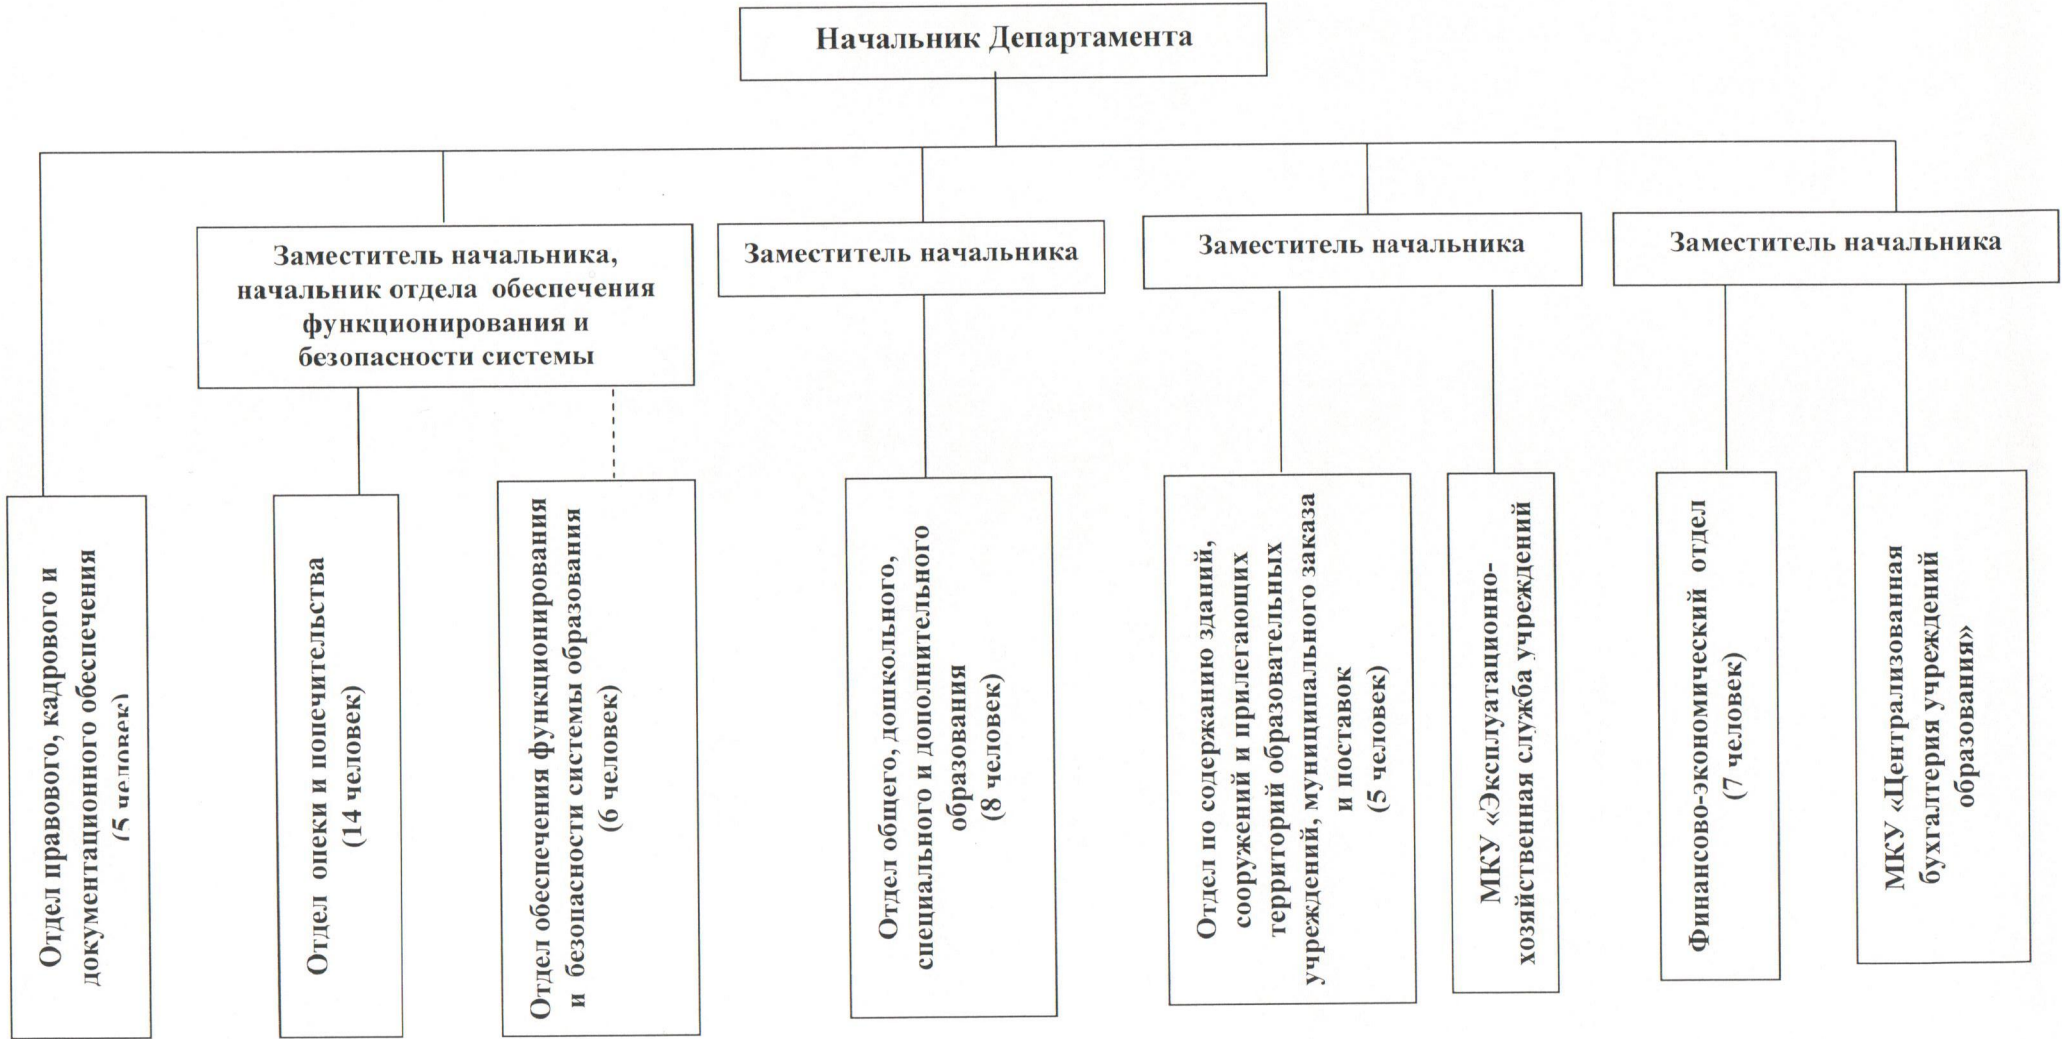 Начальник Департамента
Заместитель начальника,
начальник отдела обеспечения
функционирования и
безопасности системы
Заместитель начальника
Заместитель начальника
Заместитель начальника
Отдел правового, кадрового и
документационного обеспечения
(5 человек)
Отдел опеки и попечительства
(14 человек)
Отдел обеспечения функционирования
и безопасности системы образования
(6 человек)
Отдел общего, дошкольного,
специального и дополнительного
образования
(8 человек)
Отдел по содержанию зданий,
сооружений и прилегающих
территорий образовательных
учреждений, муниципального заказа
и поставок
(5 человек)
МКУ «Эксплуатационно-
хозяйственная служба учреждений
Финансово-экономический отдел
(7 человек)
МКУ «Централизованная
бухгалтерия учреждений
образования»